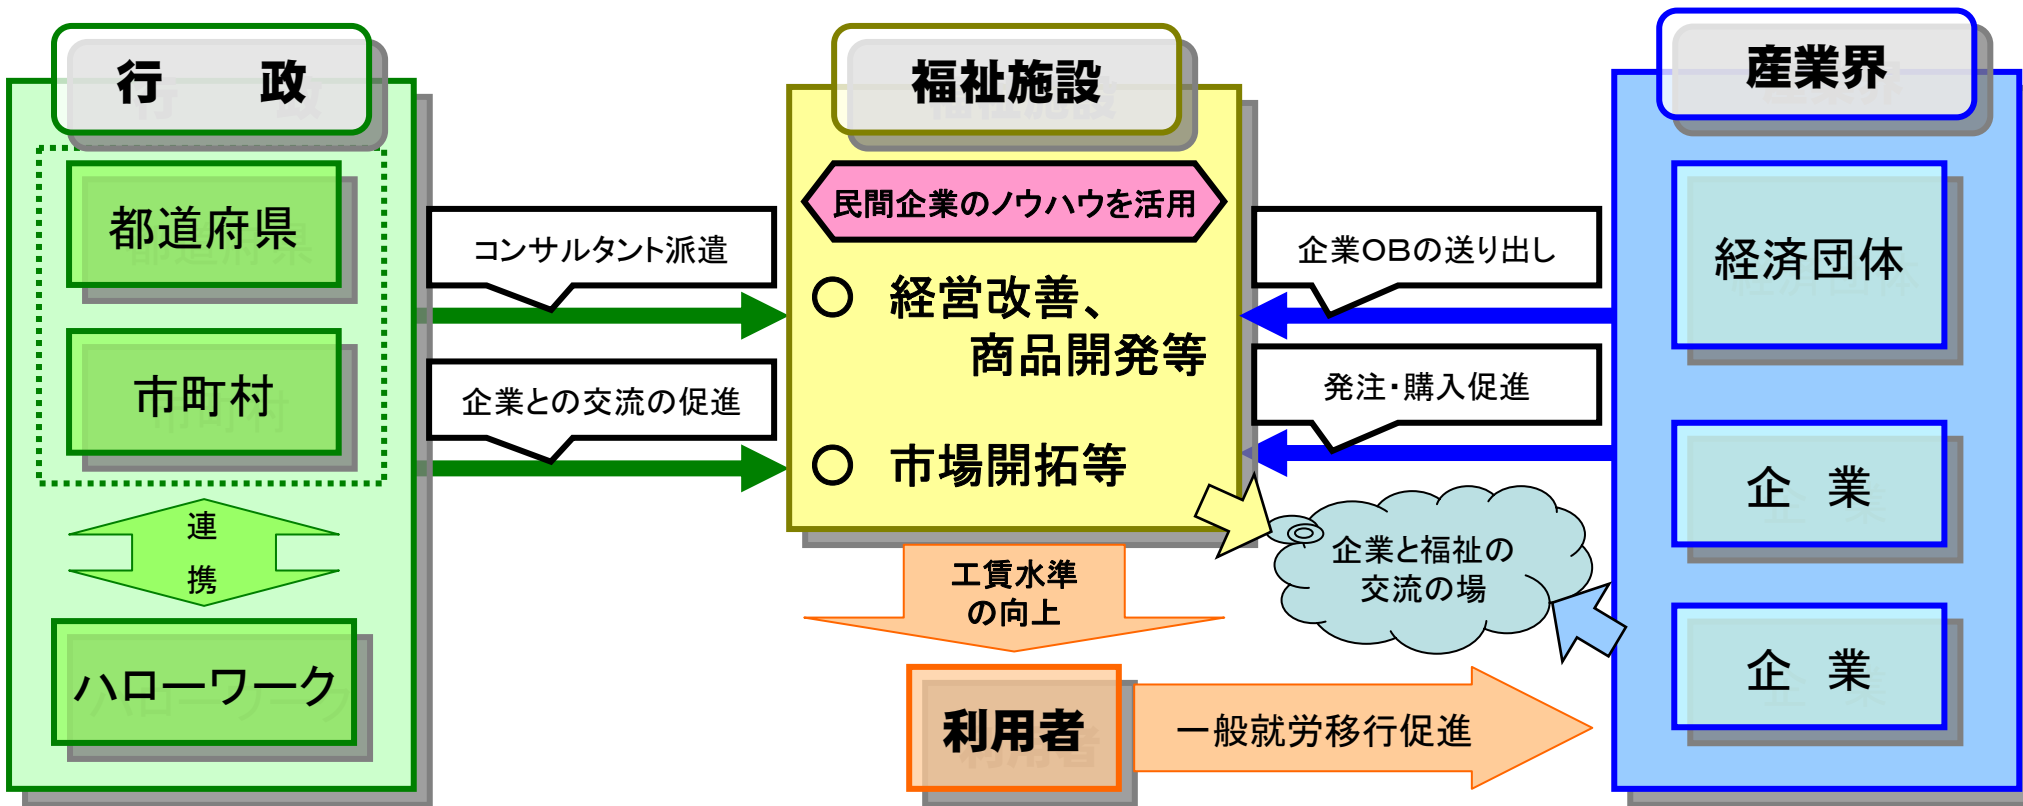 行　　政
都道府県
市町村
連
携
ハローワーク
コンサルタント派遣
企業との交流の促進
福祉施設
民間企業のノウハウを活用
○　経営改善、
商品開発等
○　市場開拓等
工賃水準
の向上
利用者
一般就労移行促進
企業OBの送り出し
発注・購入促進
企業と福祉の
交流の場
産業界
経済団体
企　業
企　業